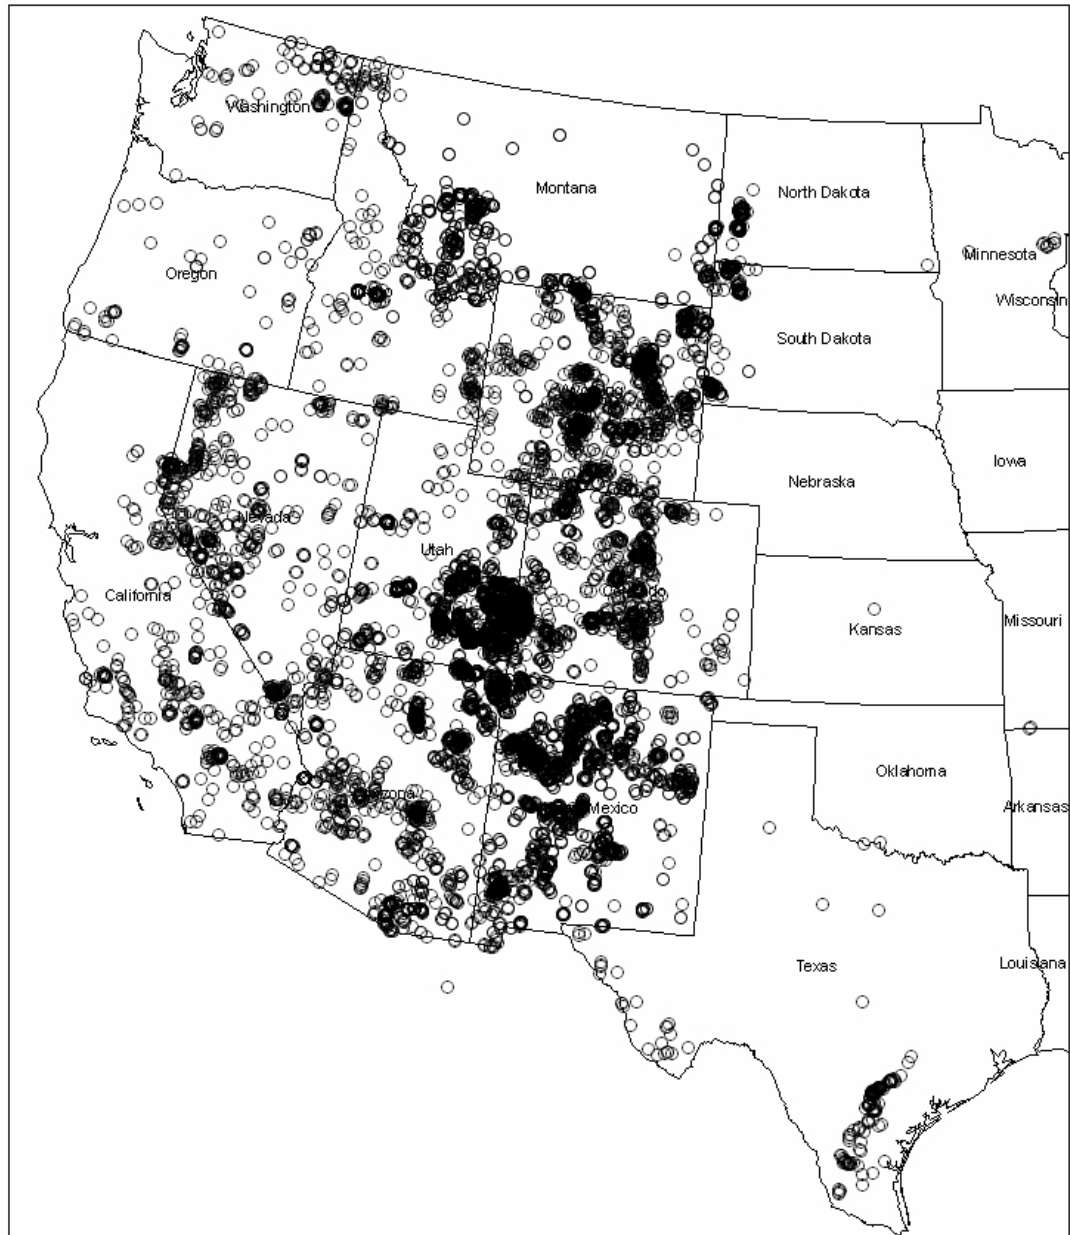 Washington
Montana
North Dakota
Minnesota
Oregon
Wisconsin
South Dakota
Iowa
Nebraska
Nevada
Utah
California
Missouri
Kansas
Oklahoma
Mexico
Arkansas
Texas
Louisiana